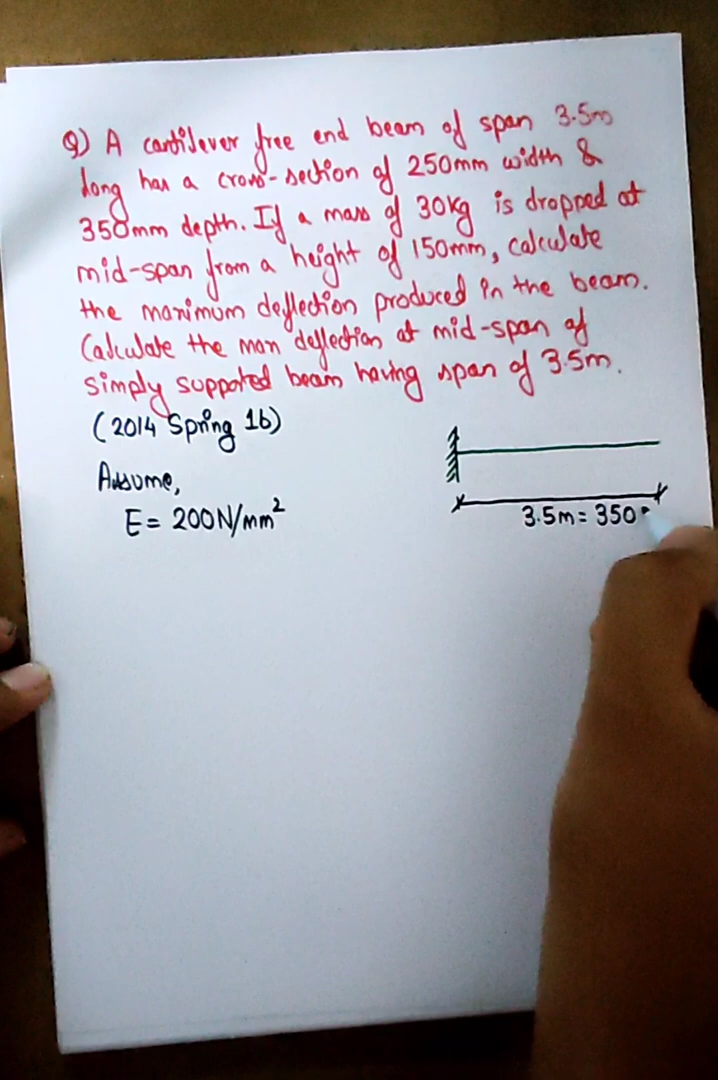 Q) A cantilever free end beam of span 3.5m
long has a cross-section of 250mm width &
350mm depth. If a mass of 30kg is dropped at
mid-span from a height of 150mm, calculate
the maximum deflection produced in the beam.
Calculate the max deflection at mid-span of
simply suppoted beam having span of 3.5m.
(2014 Spring 1b)
Assume,
E = 200N/mm²
3.5m = 350